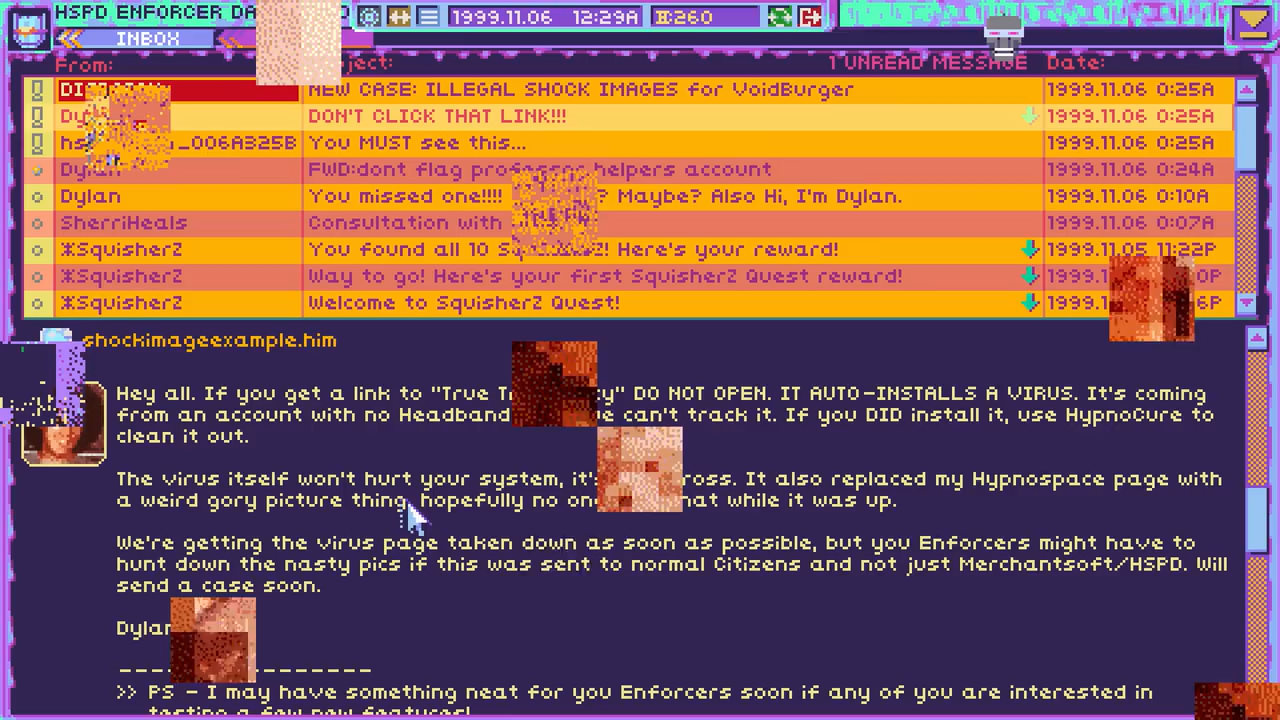 HSPD ENFORCER
1999.11.06 12:29A 260
INBOX
From: 1 UNREAD MESSAGE Date:
NEW CASE: ILLEGAL SHOCK IMAGES for VoidBurger 1999.11.06 0:25A
DON'T CLICK THAT LINK!!! 1999.11.06 0:25A
You MUST see this... 1999.11.06 0:25A
Dylan FWD:dont flag professor helpers account 1999.11.06 0:24A
Dylan You missed one!!!! ? Maybe? Also Hi, I'm Dylan. 1999.11.06 0:10A
SherriHeals Consultation with 1999.11.06 0:07A
SquisherZ You found all 10 SquisherZ! Here's your reward! 1999.11.05 11:22P
SquisherZ Way to go! Here's your first SquisherZ Quest reward!
SquisherZ Welcome to SquisherZ Quest!
shockimageexample.him
Hey all. If you get a link to "True DO NOT OPEN. IT AUTO-INSTALLS A VIRUS. It's coming
from an account with no Headband can't track it. If you DID install it, use HypnoCure to
clean it out.
The virus itself won't hurt your system, It also replaced my Hypnospace page with
a weird gory picture thing, hopefully no while it was up.
We're getting the virus page taken down as soon as possible, but you Enforcers might have to
hunt down the nasty pics if this was sent to normal Citizens and not just Merchantsoft/HSPD. Will
send a case soon.
Dylan
>> PS - I may have something neat for you Enforcers soon if any of you are interested in
testing a few new features!